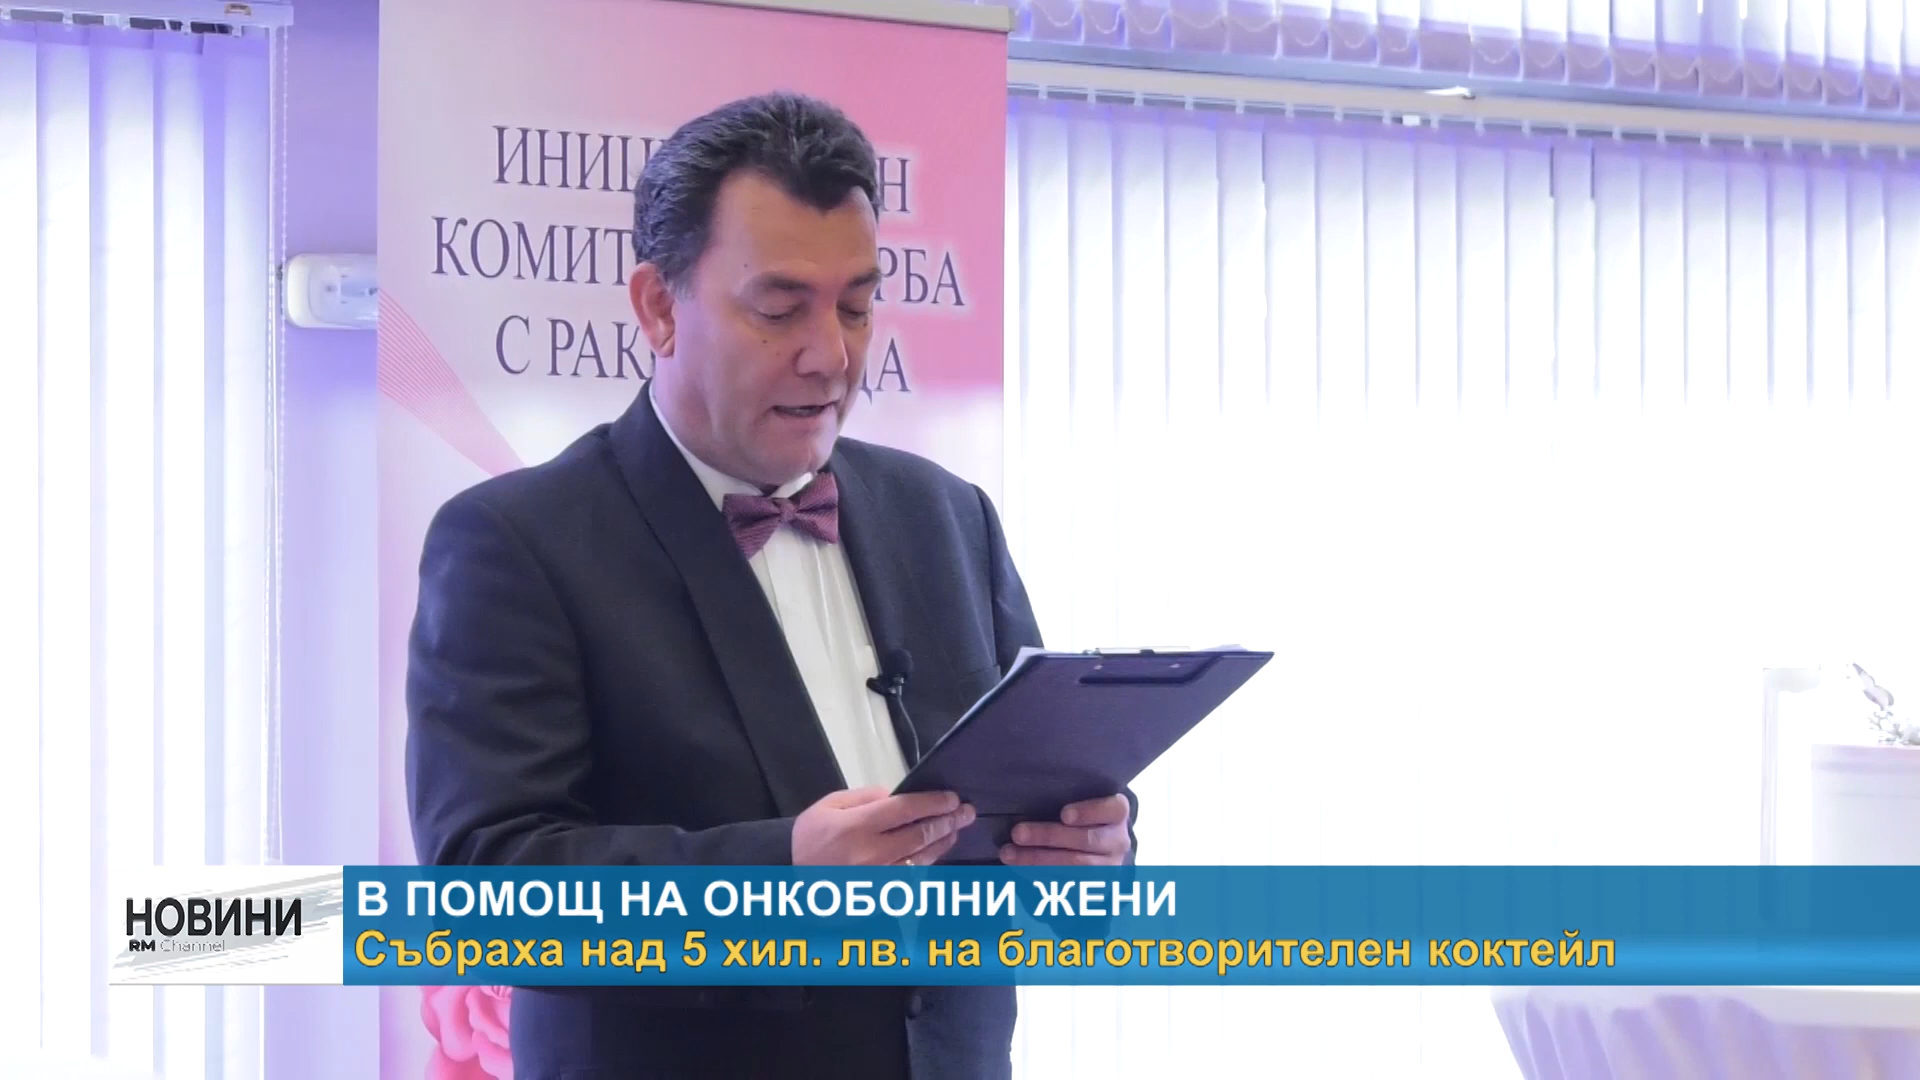 ИНИЦ Н
КОМИТ РБА
С РАК ДА
НОВИНИ
RM Channel
В ПОМОЩ НА ОНКОБОЛНИ ЖЕНИ
Събраха над 5 хил. лв. на благотворителен коктейл